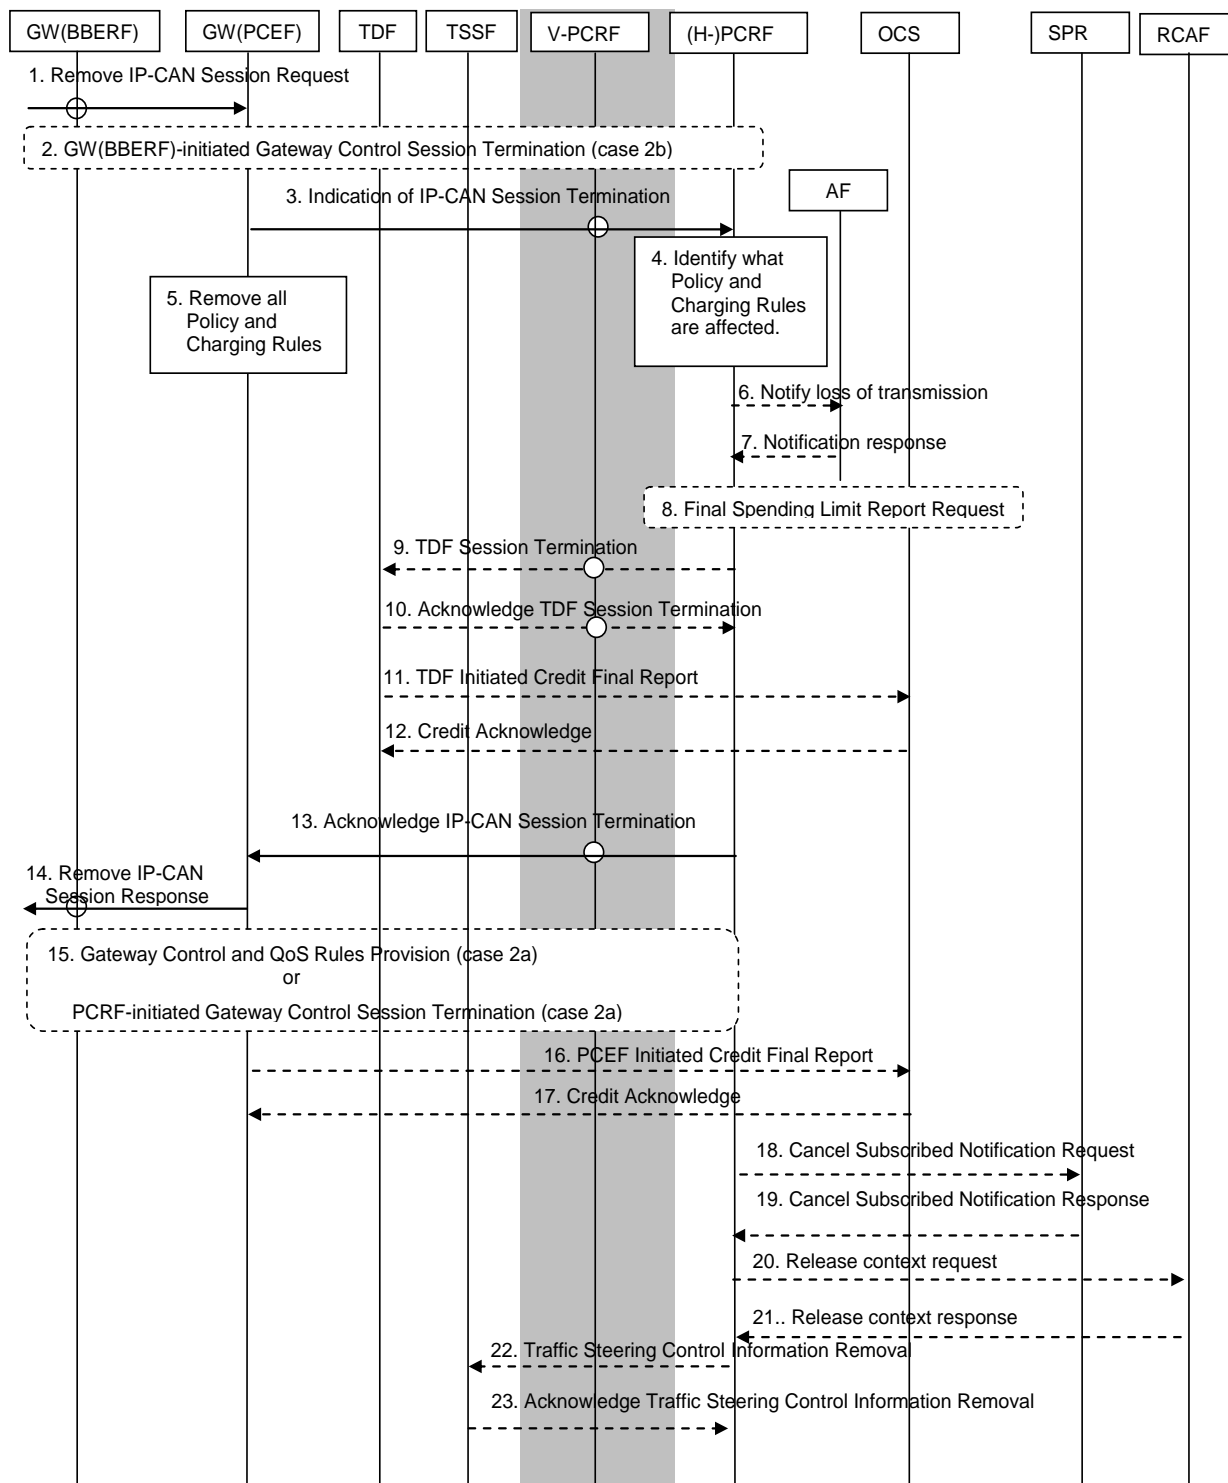 GW(BBERF)
GW(PCEF)
TDF
TSSF
V-PCRF
(H-)PCRF
OCS
SPR
RCAF
1. Remove IP-CAN Session Request
2. GW(BBERF)-initiated Gateway Control Session Termination (case 2b)
3. Indication of IP-CAN Session Termination
AF
4. Identify what
Policy and
Charging Rules
are affected.
5. Remove all
Policy and
Charging Rules
6. Notify loss of transmission
7. Notification response
8. Final Spending Limit Report Request
9. TDF Session Termination
10. Acknowledge TDF Session Termination
11. TDF Initiated Credit Final Report
12. Credit Acknowledge
13. Acknowledge IP-CAN Session Termination
14. Remove IP-CAN
Session Response
15. Gateway Control and QoS Rules Provision (case 2a)
or
PCRF-initiated Gateway Control Session Termination (case 2a)
16. PCEF Initiated Credit Final Report
17. Credit Acknowledge
18. Cancel Subscribed Notification Request
19. Cancel Subscribed Notification Response
20. Release context request
21.. Release context response
22. Traffic Steering Control Information Removal
23. Acknowledge Traffic Steering Control Information Removal